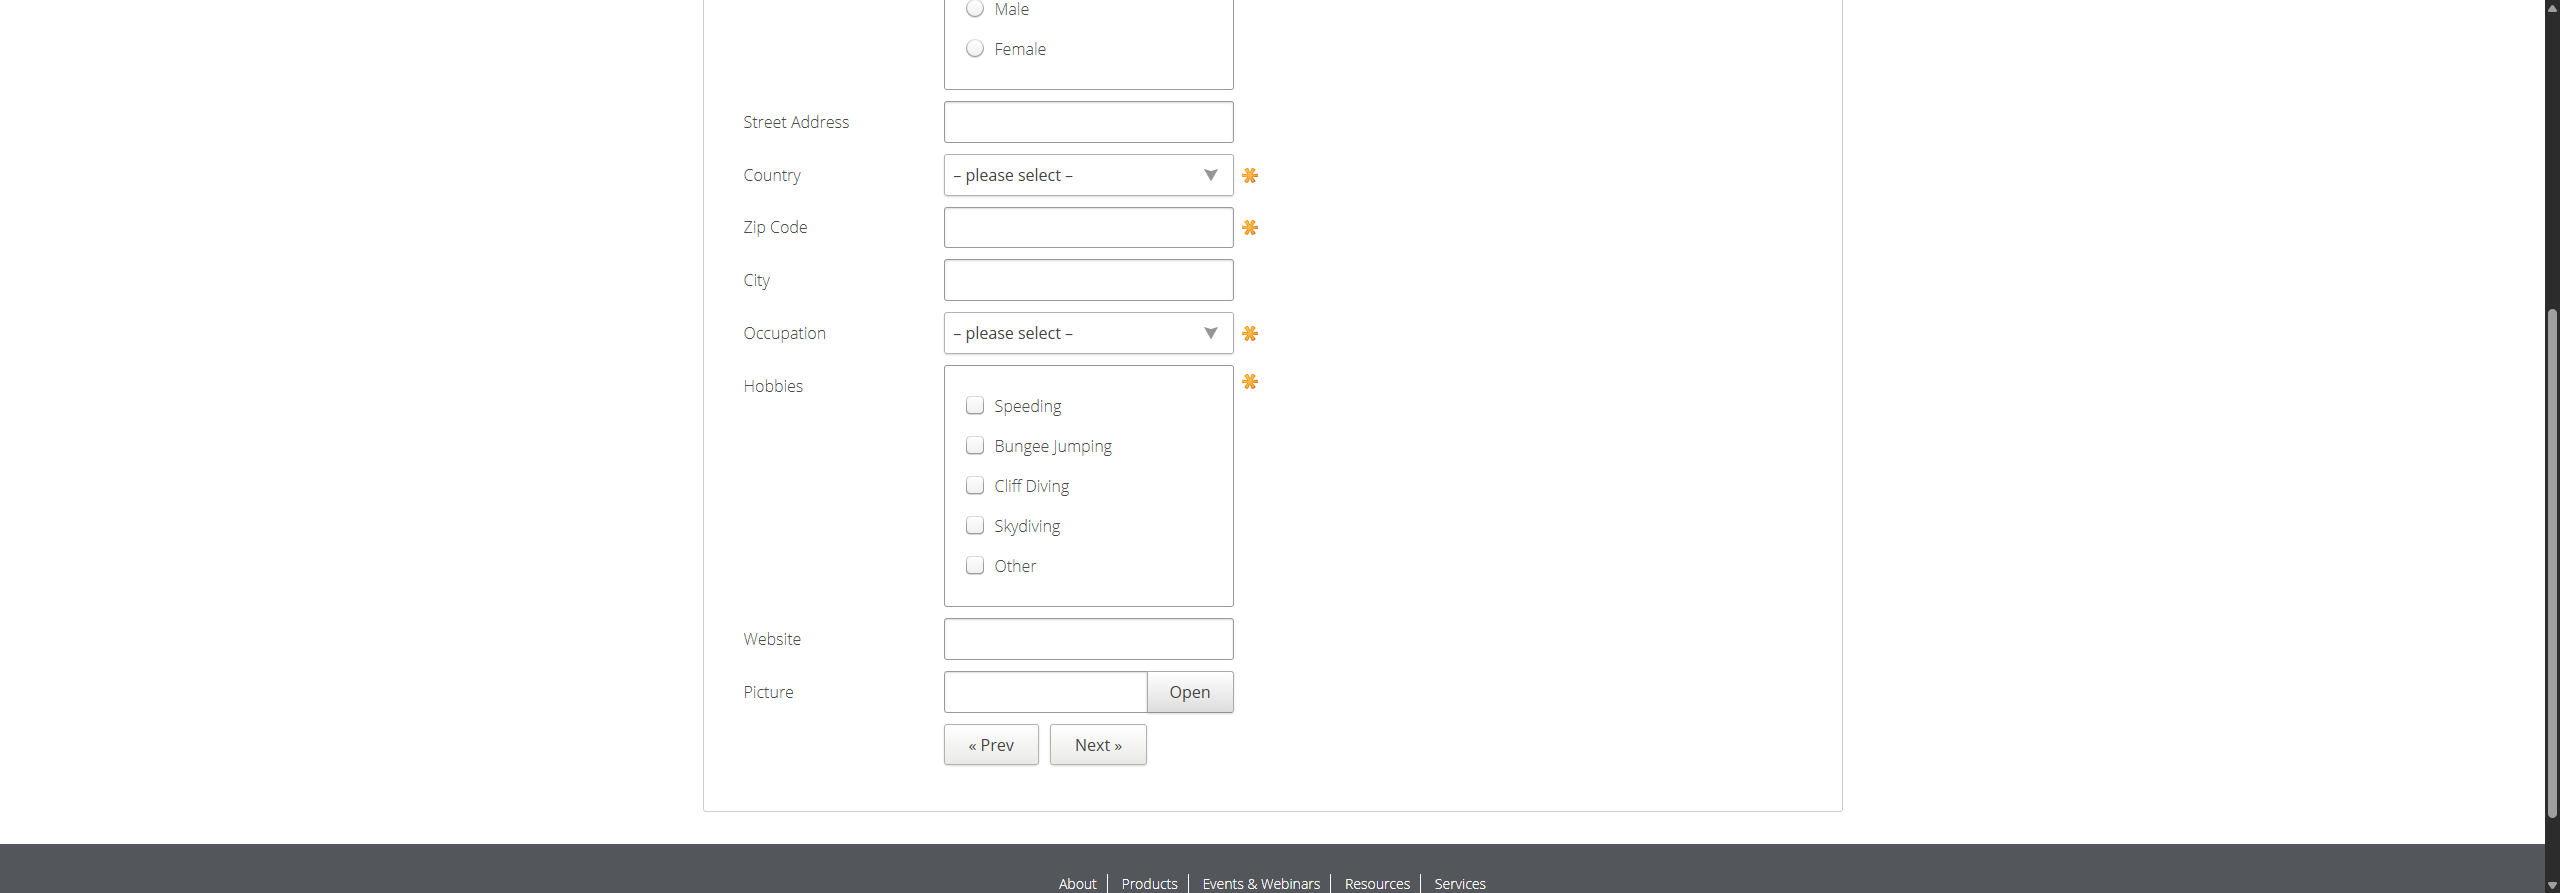 Male
Female
Street Address
Country – please select –
Zip Code
City
Occupation – please select –
Hobbies
Speeding
Bungee Jumping
Cliff Diving
Skydiving
Other
Website
Picture Open
« Prev Next »
About Products Events & Webinars Resources Services